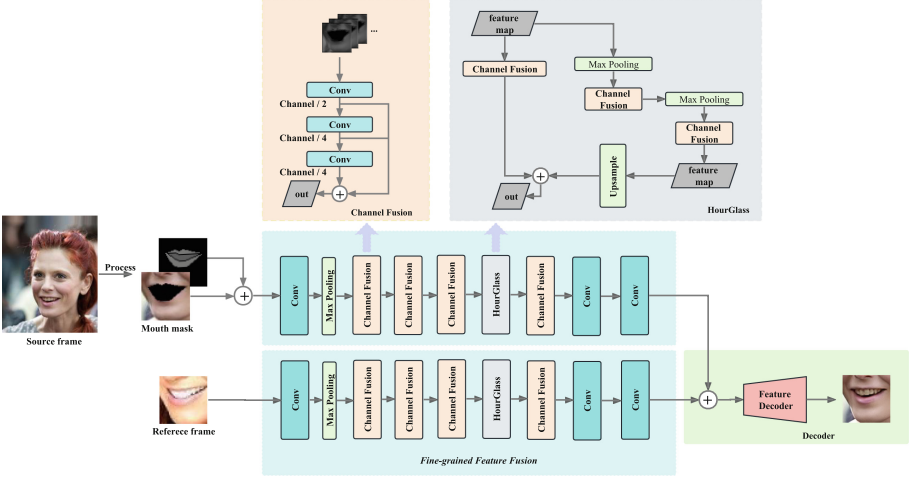 feature
map
...
Channel Fusion
Max Pooling
Conv
Channel / 2
Channel
Fusion
Max Pooling
Conv
Channel / 4
Channel
Fusion
Conv
Channel / 4
out
Channel Fusion
Upsample
feature
map
out
HourGlass
Process
Mouth mask
Source frame
Conv
Max Pooling
Channel Fusion
Channel Fusion
Channel Fusion
HourGlass
Channel Fusion
Conv
Conv
Referece frame
Conv
Max Pooling
Channel Fusion
Channel Fusion
Channel Fusion
HourGlass
Channel Fusion
Conv
Conv
Feature
Decoder
Decoder
Fine-grained Feature Fusion